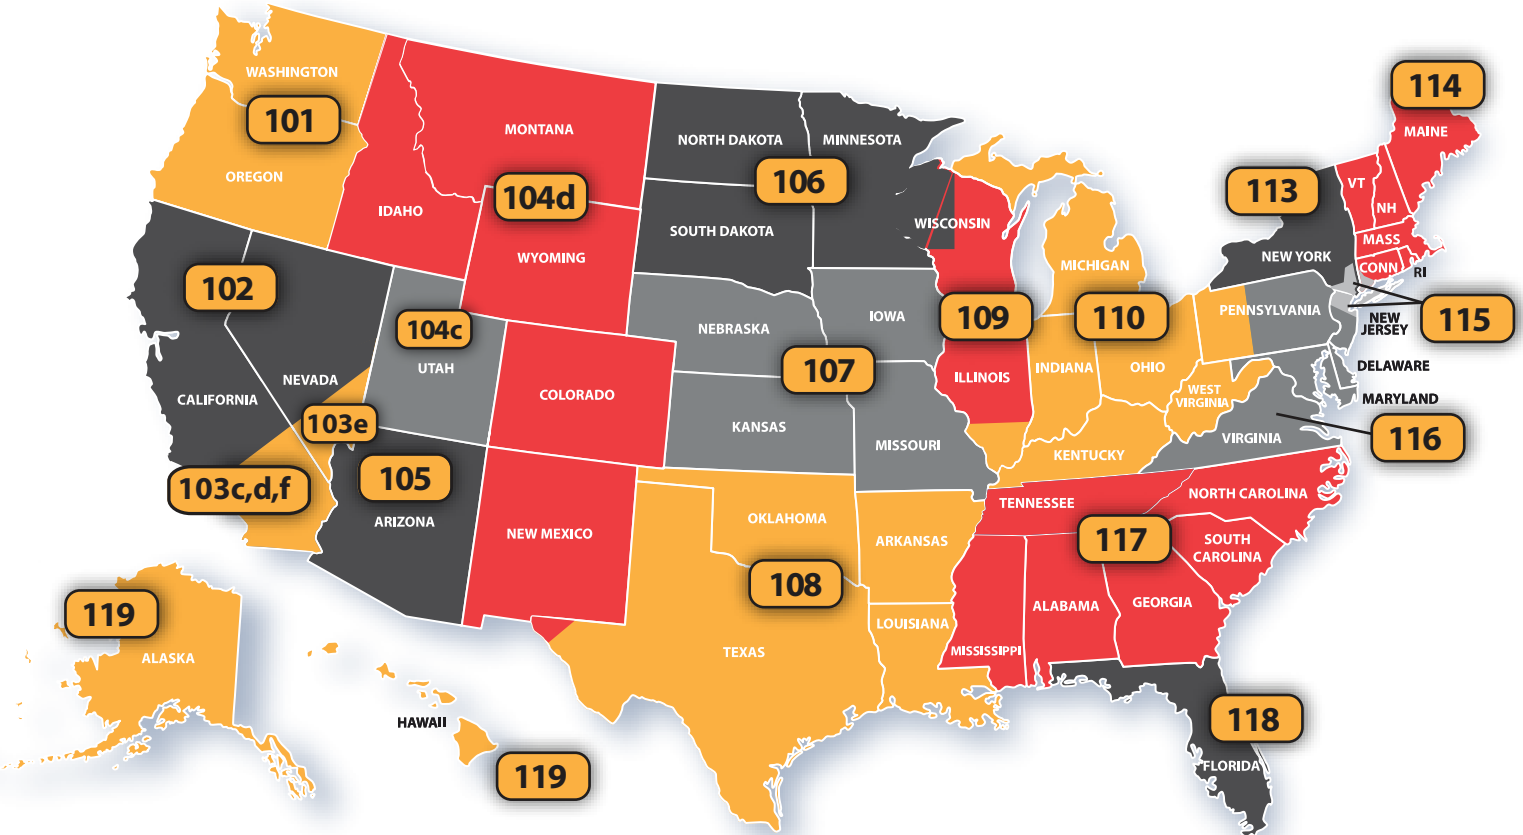 WASHINGTON
101
OREGON
MONTANA
104d
IDAHO
WYOMING
NORTH DAKOTA
MINNESOTA
106
SOUTH DAKOTA
WISCONSIN
114
MAINE
113
VT
NH
MASS
NEW YORK
CONN
RI
102
104c
UTAH
NEVADA
CALIFORNIA
103e
103c,d,f
105
ARIZONA
COLORADO
NEW MEXICO
NEBRASKA
IOWA
107
KANSAS
MISSOURI
109
ILLINOIS
MICHIGAN
110
INDIANA
OHIO
PENNSYLVANIA
NEW
JERSEY
115
DELAWARE
MARYLAND
WEST
VIRGINIA
116
VIRGINIA
KENTUCKY
TENNESSEE
NORTH CAROLINA
117
SOUTH
CAROLINA
OKLAHOMA
ARKANSAS
108
TEXAS
LOUISIANA
MISSISSIPPI
ALABAMA
GEORGIA
118
FLORIDA
119
ALASKA
HAWAII
119